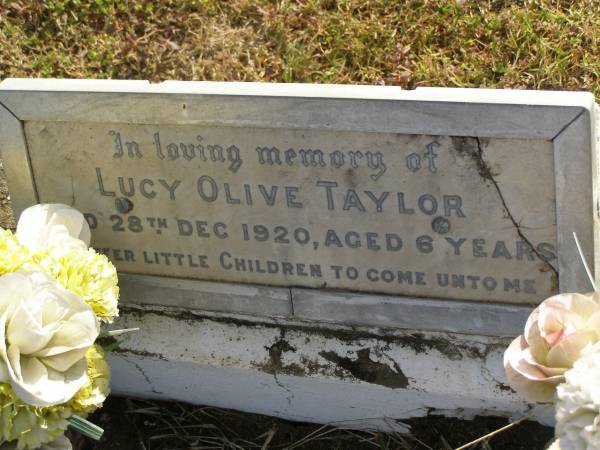 In loving memory of
LUCY OLIVE TAYLOR
D 28TH DEC 1920, AGED 6 YEARS
FER LITTLE CHILDREN TO COME UNTO ME